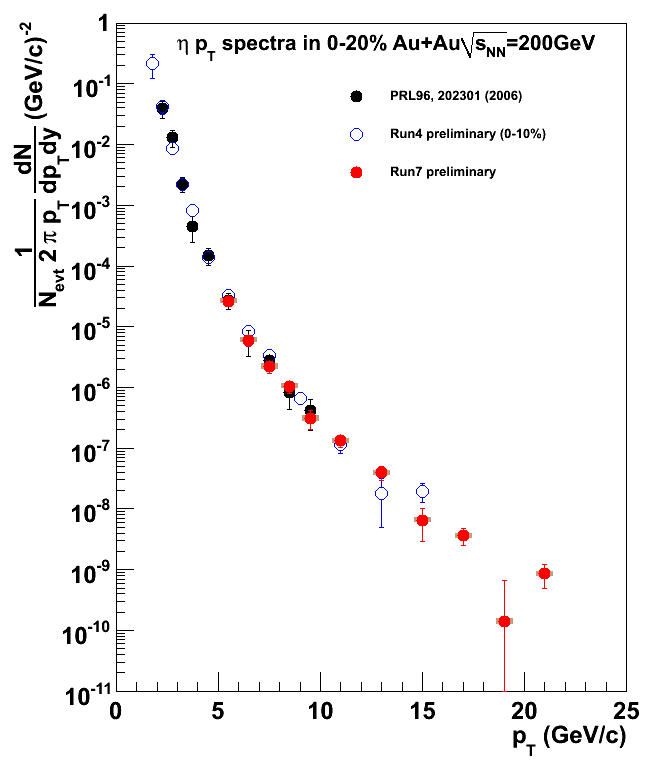 η p_T spectra in 0-20% Au+Au√s_NN=200GeV
PRL96, 202301 (2006)
Run4 preliminary (0-10%)
Run7 preliminary
1/(N_evt 2 π p_T) dN/(dp_T dy) (GeV/c)^-2
1
10^-1
10^-2
10^-3
10^-4
10^-5
10^-6
10^-7
10^-8
10^-9
10^-10
10^-11
0 5 10 15 20 25
p_T (GeV/c)